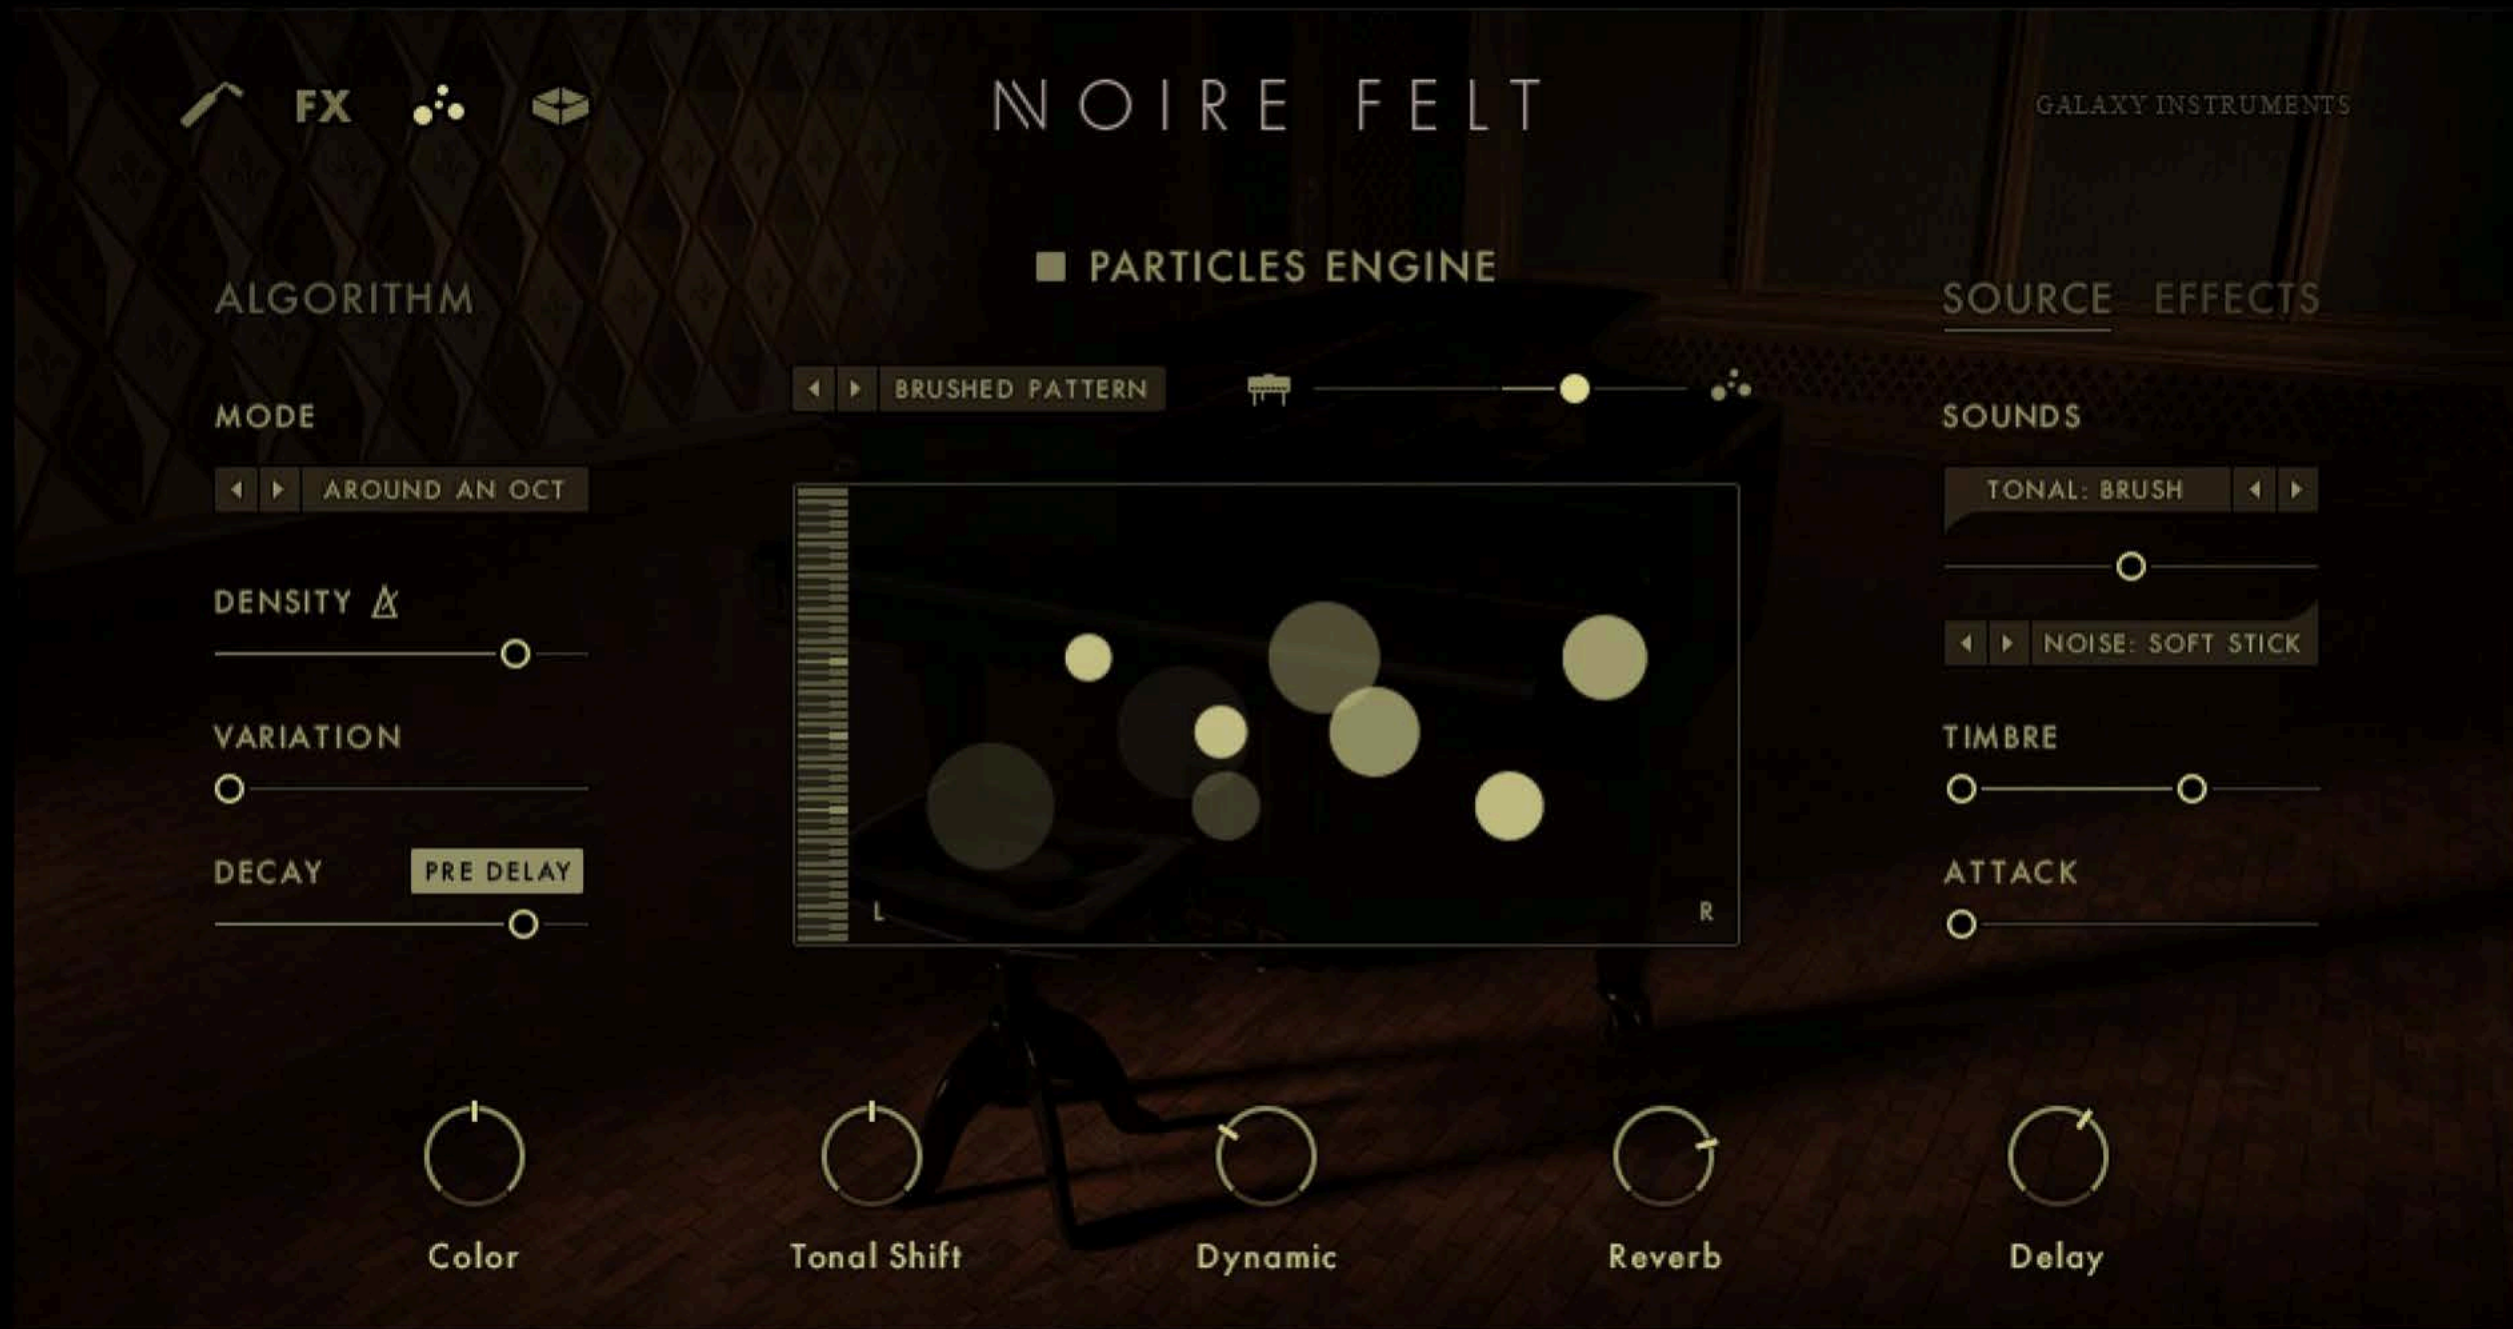 FX
NOIRE FELT
GALAXY INSTRUMENTS
PARTICLES ENGINE
ALGORITHM
SOURCE EFFECTS
BRUSHED PATTERN
MODE
SOUNDS
AROUND AN OCT
TONAL: BRUSH
DENSITY
NOISE: SOFT STICK
VARIATION
TIMBRE
DECAY PRE DELAY
ATTACK
L R
Color Tonal Shift Dynamic Reverb Delay